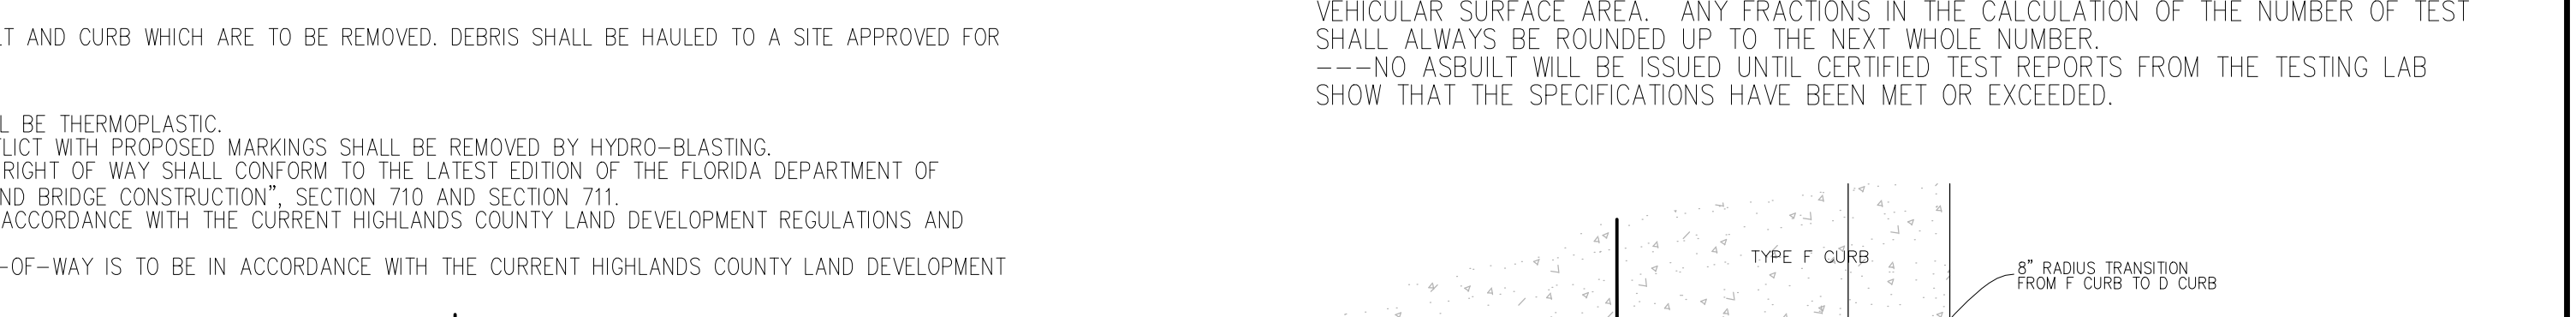 T AND CURB WHICH ARE TO BE REMOVED. DEBRIS SHALL BE HAULED TO A SITE APPROVED FOR
L BE THERMOPLASTIC.
LICT WITH PROPOSED MARKINGS SHALL BE REMOVED BY HYDRO-BLASTING.
RIGHT OF WAY SHALL CONFORM TO THE LATEST EDITION OF THE FLORIDA DEPARTMENT OF
ND BRIDGE CONSTRUCTION", SECTION 710 AND SECTION 711.
ACCORDANCE WITH THE CURRENT HIGHLANDS COUNTY LAND DEVELOPMENT REGULATIONS AND
-OF-WAY IS TO BE IN ACCORDANCE WITH THE CURRENT HIGHLANDS COUNTY LAND DEVELOPMENT
VEHICULAR SURFACE AREA. ANY FRACTIONS IN THE CALCULATION OF THE NUMBER OF TEST
SHALL ALWAYS BE ROUNDED UP TO THE NEXT WHOLE NUMBER.
---NO ASBUILT WILL BE ISSUED UNTIL CERTIFIED TEST REPORTS FROM THE TESTING LAB
SHOW THAT THE SPECIFICATIONS HAVE BEEN MET OR EXCEEDED.
TYPE F CURB
8" RADIUS TRANSITION
FROM F CURB TO D CURB